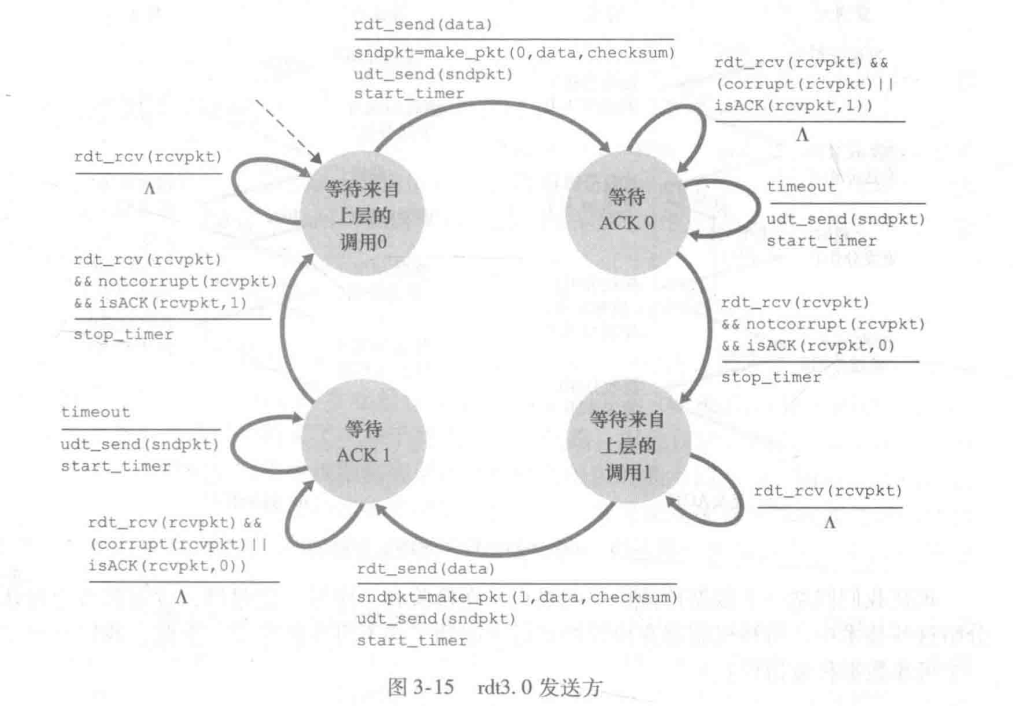 rdt_send(data)
sndpkt=make_pkt(0,data,checksum)
udt_send(sndpkt)
start_timer
rdt_rcv(rcvpkt) &&
(corrupt(rcvpkt)||
isACK(rcvpkt,1))
Λ
rdt_rcv(rcvpkt)
Λ
等待来自
上层的
调用0
等待
ACK 0
timeout
udt_send(sndpkt)
start_timer
rdt_rcv(rcvpkt)
&& notcorrupt(rcvpkt)
&& isACK(rcvpkt,1)
stop_timer
rdt_rcv(rcvpkt)
&& notcorrupt(rcvpkt)
&& isACK(rcvpkt,0)
stop_timer
timeout
udt_send(sndpkt)
start_timer
等待
ACK 1
等待来自
上层的
调用1
rdt_rcv(rcvpkt)
Λ
rdt_rcv(rcvpkt) &&
(corrupt(rcvpkt)||
isACK(rcvpkt,0))
Λ
rdt_send(data)
sndpkt=make_pkt(1,data,checksum)
udt_send(sndpkt)
start_timer
图 3-15 rdt3.0 发送方